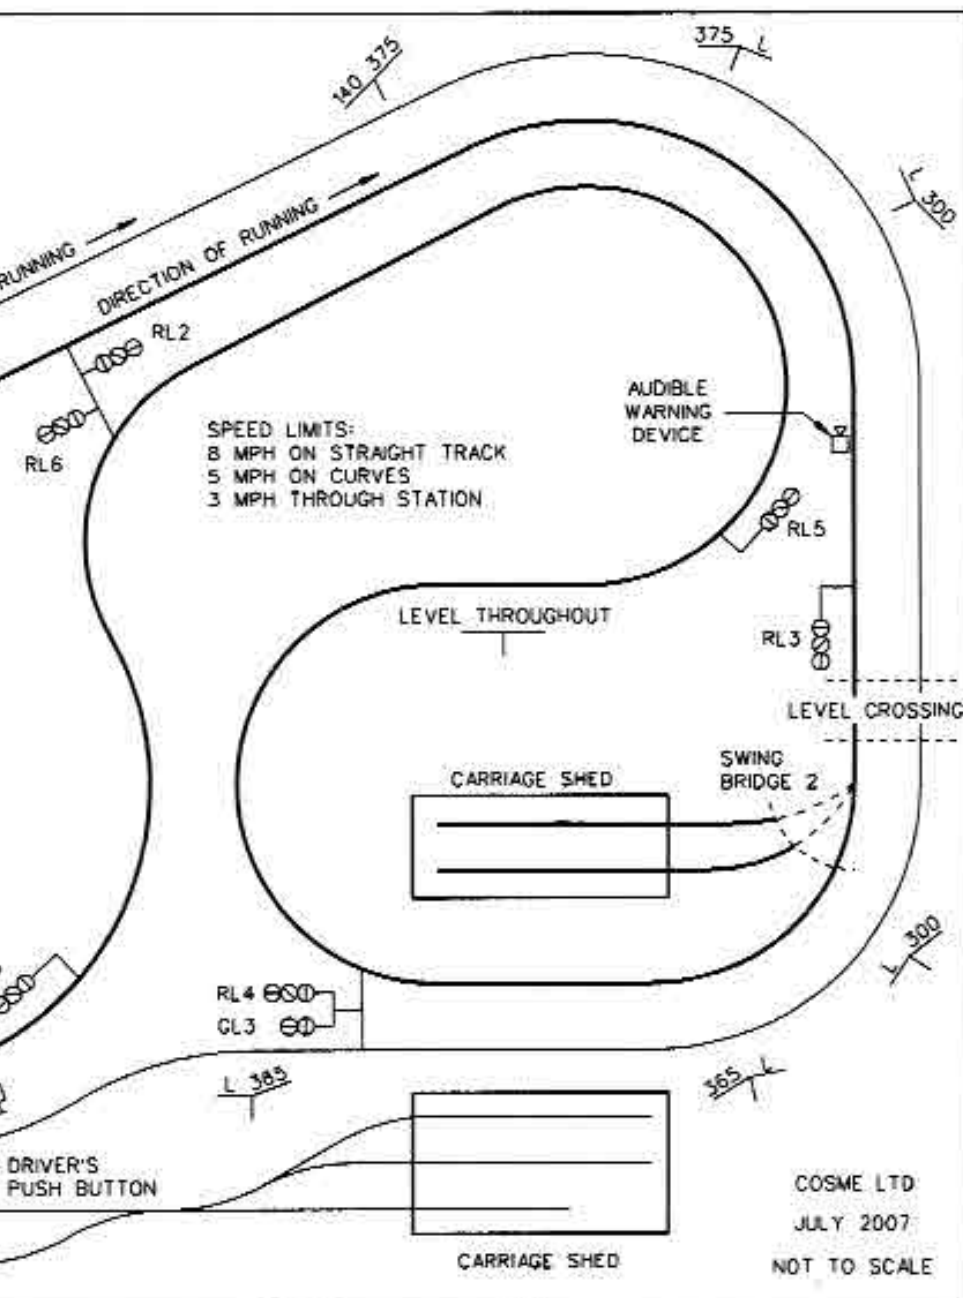 140 375
375 L
L 300
RUNNING
DIRECTION OF RUNNING
RL2
RL6
SPEED LIMITS:
8 MPH ON STRAIGHT TRACK
5 MPH ON CURVES
3 MPH THROUGH STATION
AUDIBLE
WARNING
DEVICE
RL5
LEVEL THROUGHOUT
RL3
LEVEL CROSSING
SWING
BRIDGE 2
CARRIAGE SHED
L 300
RL4
GL3
L 385
365 L
DRIVER'S
PUSH BUTTON
CARRIAGE SHED
COSME LTD
JULY 2007
NOT TO SCALE